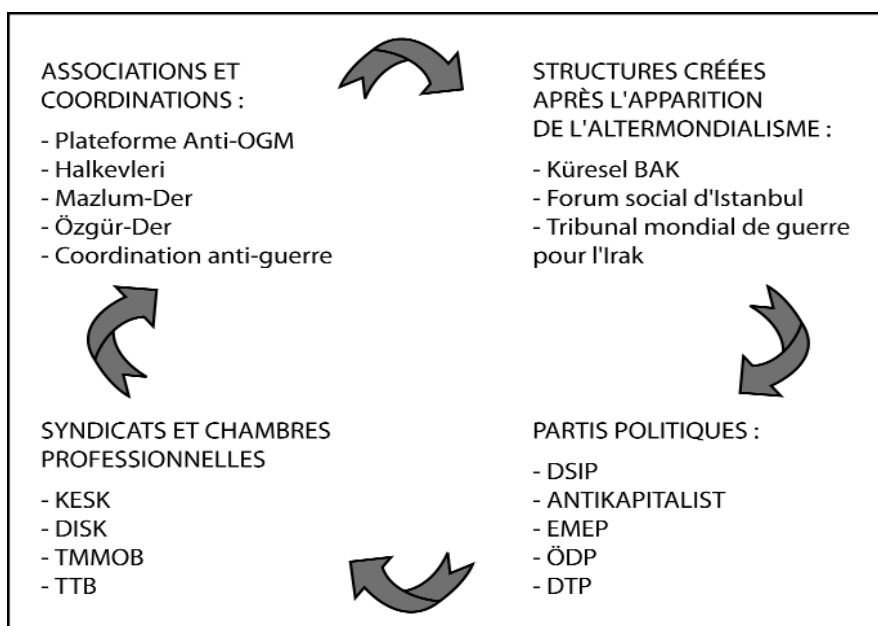 ASSOCIATIONS ET
COORDINATIONS :
- Plateforme Anti-OGM
- Halkevleri
- Mazlum-Der
- Özgür-Der
- Coordination anti-guerre
STRUCTURES CRÉÉES
APRÈS L'APPARITION
DE L'ALTERMONDIALISME :
- Küresel BAK
- Forum social d'Istanbul
- Tribunal mondial de guerre
pour l'Irak
SYNDICATS ET CHAMBRES
PROFESSIONNELLES
- KESK
- DISK
- TMMOB
- TTB
PARTIS POLITIQUES :
- DSIP
- ANTIKAPITALIST
- EMEP
- ÖDP
- DTP